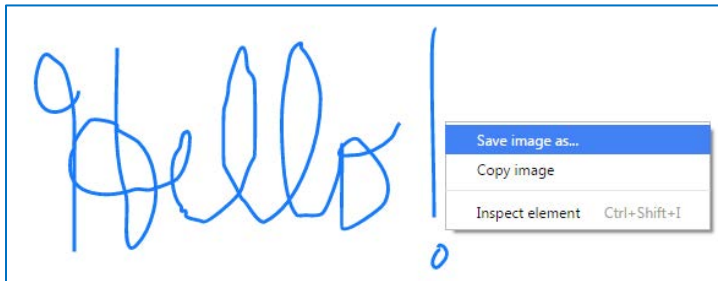 Hello!
Save image as...
Copy image
Inspect element Ctrl+Shift+I